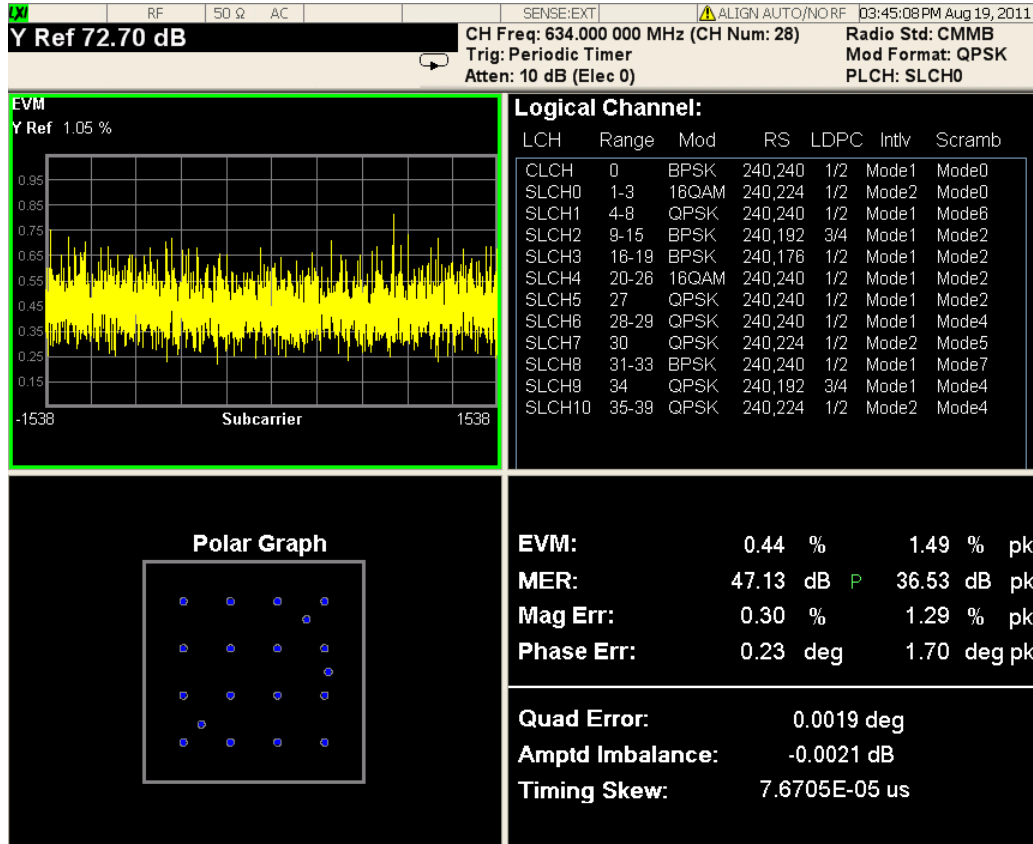 LXI RF 50 Ω AC SENSE:EXT ALIGN AUTO/NO RF 03:45:08 PM Aug 19, 2011
Y Ref 72.70 dB
CH Freq: 634.000 000 MHz (CH Num: 28) Radio Std: CMMB
Trig: Periodic Timer Mod Format: QPSK
Atten: 10 dB (Elec 0) PLCH: SLCH0
EVM
Y Ref 1.05 %
0.95
0.85
0.75
0.65
0.55
0.45
0.35
0.25
0.15
-1538 Subcarrier 1538
Logical Channel:
LCH Range Mod RS LDPC Intlv Scramb
CLCH 0 BPSK 240,240 1/2 Mode1 Mode0
SLCH0 1-3 16QAM 240,224 1/2 Mode2 Mode0
SLCH1 4-8 QPSK 240,240 1/2 Mode1 Mode6
SLCH2 9-15 BPSK 240,192 3/4 Mode1 Mode2
SLCH3 16-19 BPSK 240,176 1/2 Mode1 Mode2
SLCH4 20-26 16QAM 240,240 1/2 Mode1 Mode2
SLCH5 27 QPSK 240,240 1/2 Mode1 Mode2
SLCH6 28-29 QPSK 240,240 1/2 Mode1 Mode4
SLCH7 30 QPSK 240,224 1/2 Mode2 Mode5
SLCH8 31-33 BPSK 240,240 1/2 Mode1 Mode7
SLCH9 34 QPSK 240,192 3/4 Mode1 Mode4
SLCH10 35-39 QPSK 240,224 1/2 Mode2 Mode4
Polar Graph
EVM: 0.44 % 1.49 % pk
MER: 47.13 dB P 36.53 dB pk
Mag Err: 0.30 % 1.29 % pk
Phase Err: 0.23 deg 1.70 deg pk
Quad Error: 0.0019 deg
Amptd Imbalance: -0.0021 dB
Timing Skew: 7.6705E-05 us